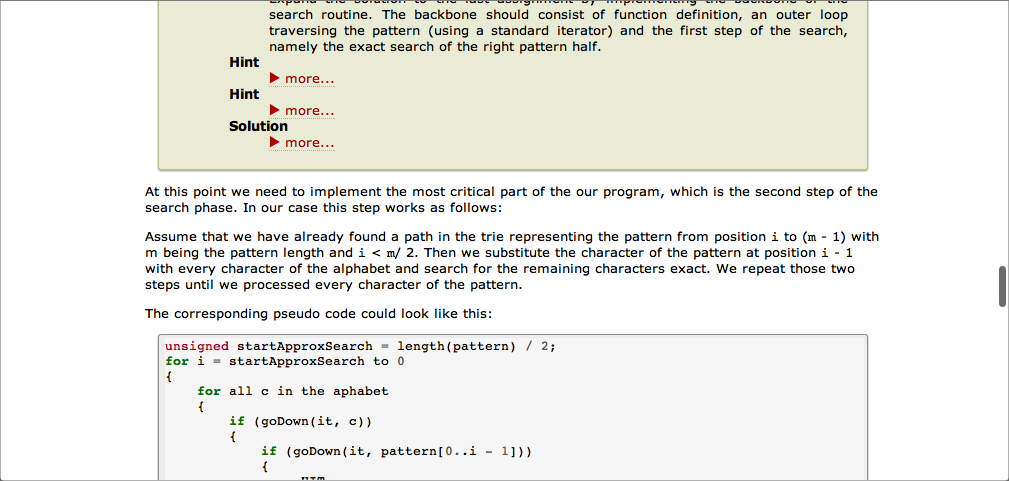 search routine. The backbone should consist of function definition, an outer loop
traversing the pattern (using a standard iterator) and the first step of the search,
namely the exact search of the right pattern half.
Hint
▶ more...
Hint
▶ more...
Solution
▶ more...
At this point we need to implement the most critical part of the our program, which is the second step of the
search phase. In our case this step works as follows:
Assume that we have already found a path in the trie representing the pattern from position i to (m - 1) with
m being the pattern length and i < m/ 2. Then we substitute the character of the pattern at position i - 1
with every character of the alphabet and search for the remaining characters exact. We repeat those two
steps until we processed every character of the pattern.
The corresponding pseudo code could look like this:
unsigned startApproxSearch = length(pattern) / 2;
for i = startApproxSearch to 0
{
for all c in the aphabet
{
if (goDown(it, c))
{
if (goDown(it, pattern[0..i - 1]))
{